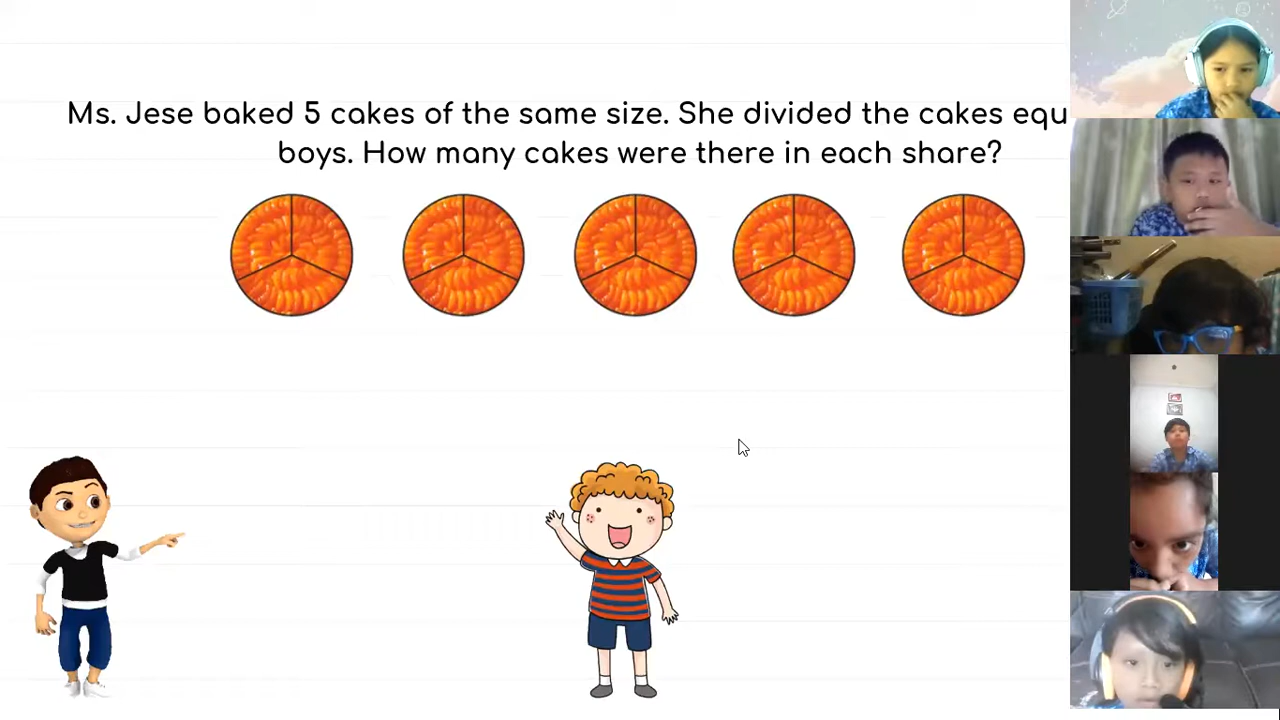 Ms. Jese baked 5 cakes of the same size. She divided the cakes equ
boys. How many cakes were there in each share?